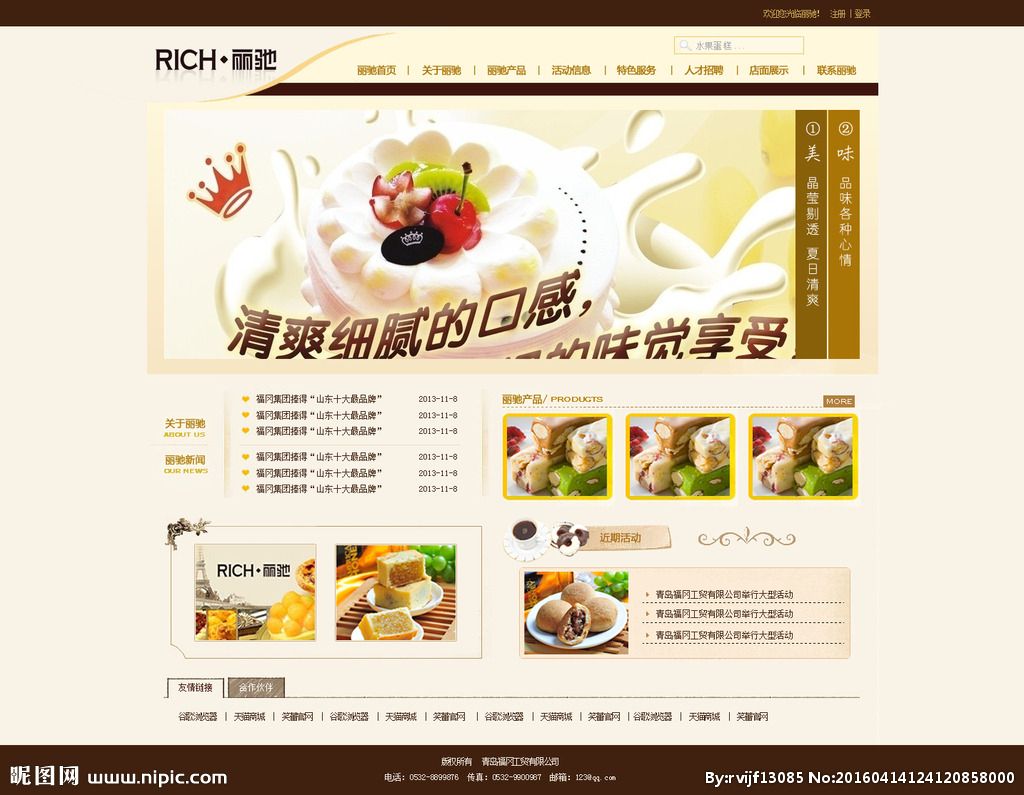 欢迎您光临丽驰! 注册 | 登录
RICH·丽驰
水果蛋糕...
丽驰首页 | 关于丽驰 | 丽驰产品 | 活动信息 | 特色服务 | 人才招聘 | 店面展示 | 联系丽驰
清爽细腻的口感,
的味觉享受
① 美 晶莹剔透 夏日清爽
② 味 品味各种心情
关于丽驰
ABOUT US
丽驰新闻
OUR NEWS
福冈集团搸得“山东十大最品牌” 2013-11-8
福冈集团搸得“山东十大最品牌” 2013-11-8
福冈集团搸得“山东十大最品牌” 2013-11-8
福冈集团搸得“山东十大最品牌” 2013-11-8
福冈集团搸得“山东十大最品牌” 2013-11-8
福冈集团搸得“山东十大最品牌” 2013-11-8
丽驰产品/ PRODUCTS
MORE
RICH·丽驰
近期活动
青岛福冈工贸有限公司举行大型活动
青岛福冈工贸有限公司举行大型活动
青岛福冈工贸有限公司举行大型活动
友情链接 合作伙伴
谷歌浏览器 | 天猫商城 | 芙蕾官网 | 谷歌浏览器 | 天猫商城 | 芙蕾官网 | 谷歌浏览器 | 天猫商城 | 芙蕾官网 | 谷歌浏览器 | 天猫商城 | 芙蕾官网
版权所有 青岛福冈工贸有限公司
电话: 0532-8899876 传真: 0532-9900987 邮箱: 123@qq.com
昵图网 www.nipic.com
By:rvijf13085 No:20160414124120858000